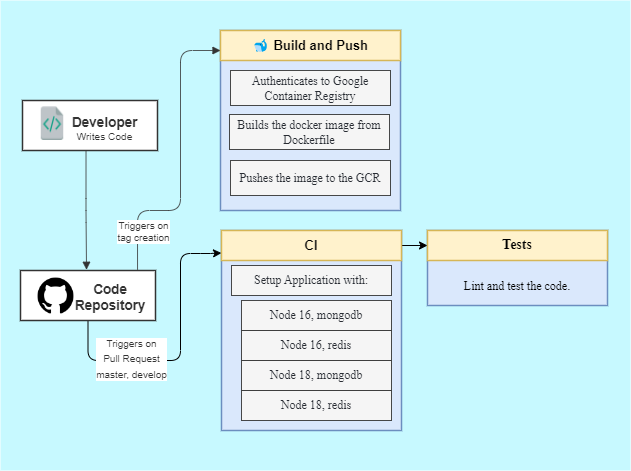 Build and Push
Authenticates to Google
Container Registry
Builds the docker image from
Dockerfile
Pushes the image to the GCR
Developer
Writes Code
Triggers on
tag creation
Code
Repository
Triggers on
Pull Request
master, develop
CI
Setup Application with:
Node 16, mongodb
Node 16, redis
Node 18, mongodb
Node 18, redis
Tests
Lint and test the code.